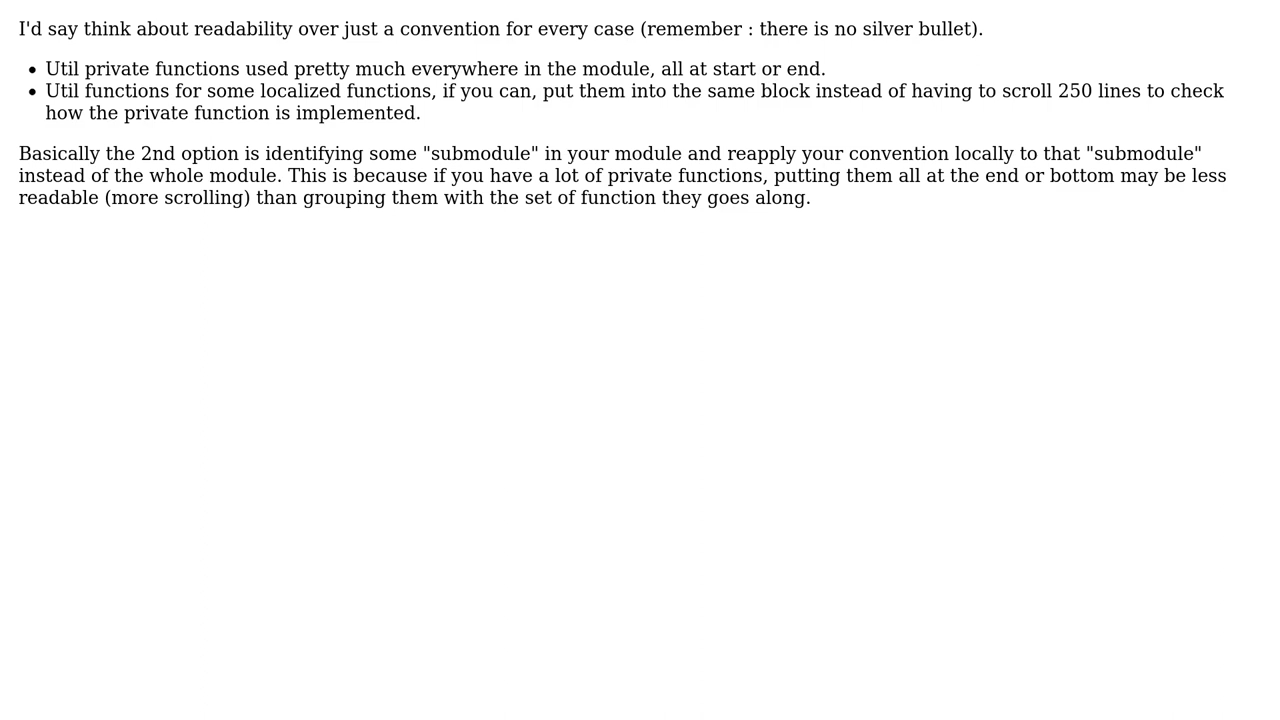 I'd say think about readability over just a convention for every case (remember : there is no silver bullet).
• Util private functions used pretty much everywhere in the module, all at start or end.
• Util functions for some localized functions, if you can, put them into the same block instead of having to scroll 250 lines to check
how the private function is implemented.
Basically the 2nd option is identifying some "submodule" in your module and reapply your convention locally to that "submodule"
instead of the whole module. This is because if you have a lot of private functions, putting them all at the end or bottom may be less
readable (more scrolling) than grouping them with the set of function they goes along.